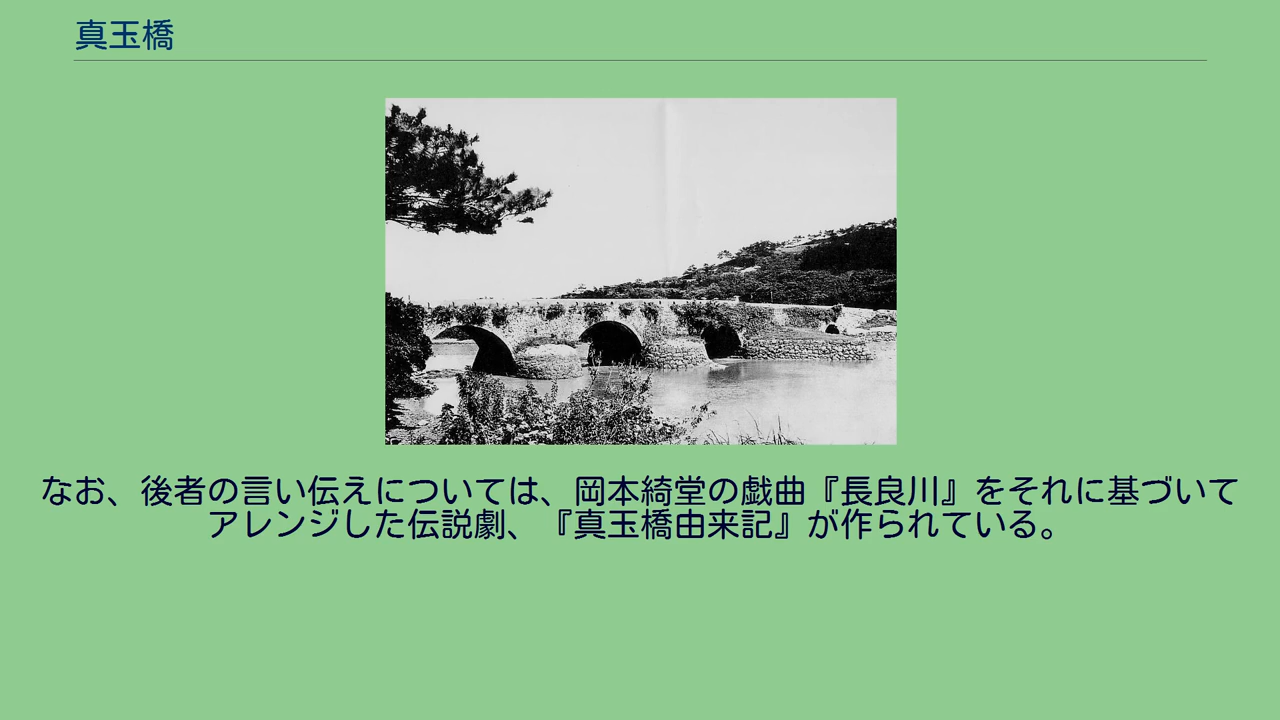 真玉橋
なお、後者の言い伝えについては、岡本綺堂の戯曲『長良川』をそれに基づいて
アレンジした伝説劇、『真玉橋由来記』が作られている。